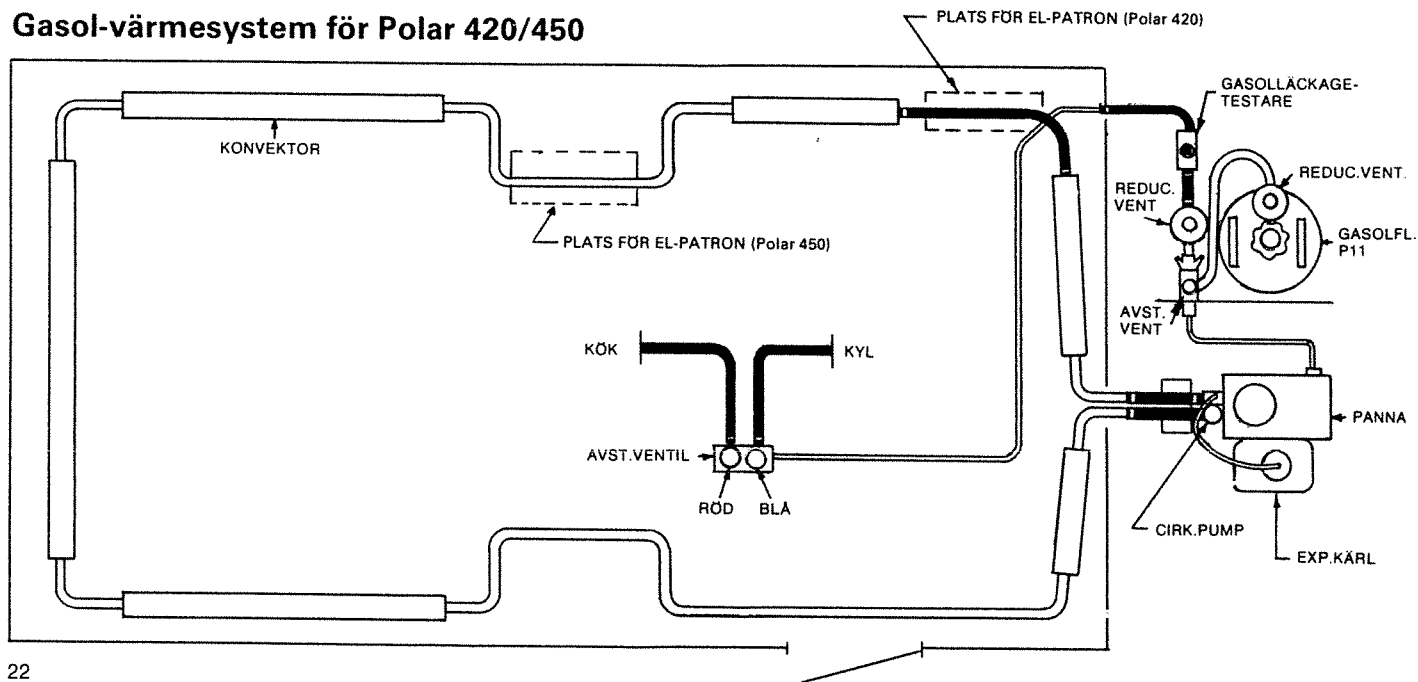 Gasol-värmesystem för Polar 420/450
PLATS FÖR EL-PATRON (Polar 420)
GASOLLÄCKAGE-
TESTARE
KONVEKTOR
REDUC.
VENT
REDUC.VENT.
PLATS FÖR EL-PATRON (Polar 450)
GASOLFL.
P11
AVST.
VENT
KÖK
KYL
PANNA
AVST.VENTIL
RÖD
BLÅ
CIRK.PUMP
EXP.KÄRL
22